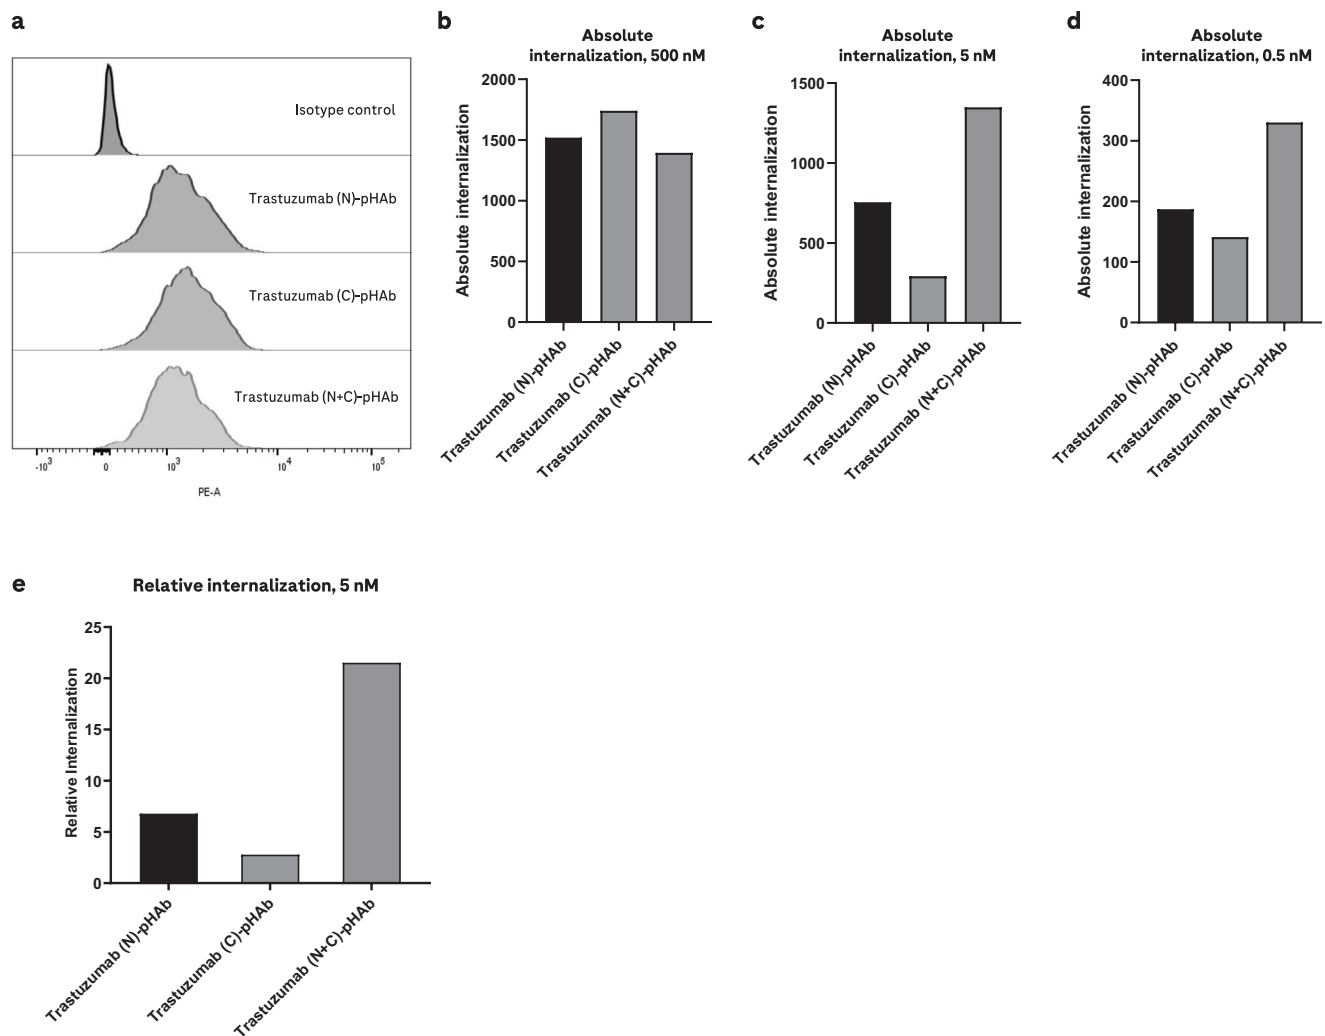 a
Isotype control
Trastuzumab (N)-pHAb
Trastuzumab (C)-pHAb
Trastuzumab (N+C)-pHAb
-10³ 0 10³ 10⁴ 10⁵
PE-A
b
Absolute
internalization, 500 nM
Absolute internalization
2000
1500
1000
500
0
Trastuzumab (N)-pHAb
Trastuzumab (C)-pHAb
Trastuzumab (N+C)-pHAb
c
Absolute
internalization, 5 nM
Absolute internalization
1500
1000
500
0
Trastuzumab (N)-pHAb
Trastuzumab (C)-pHAb
Trastuzumab (N+C)-pHAb
d
Absolute
internalization, 0.5 nM
Absolute internalization
400
300
200
100
0
Trastuzumab (N)-pHAb
Trastuzumab (C)-pHAb
Trastuzumab (N+C)-pHAb
e
Relative internalization, 5 nM
Relative Internalization
25
20
15
10
5
0
Trastuzumab (N)-pHAb
Trastuzumab (C)-pHAb
Trastuzumab (N+C)-pHAb